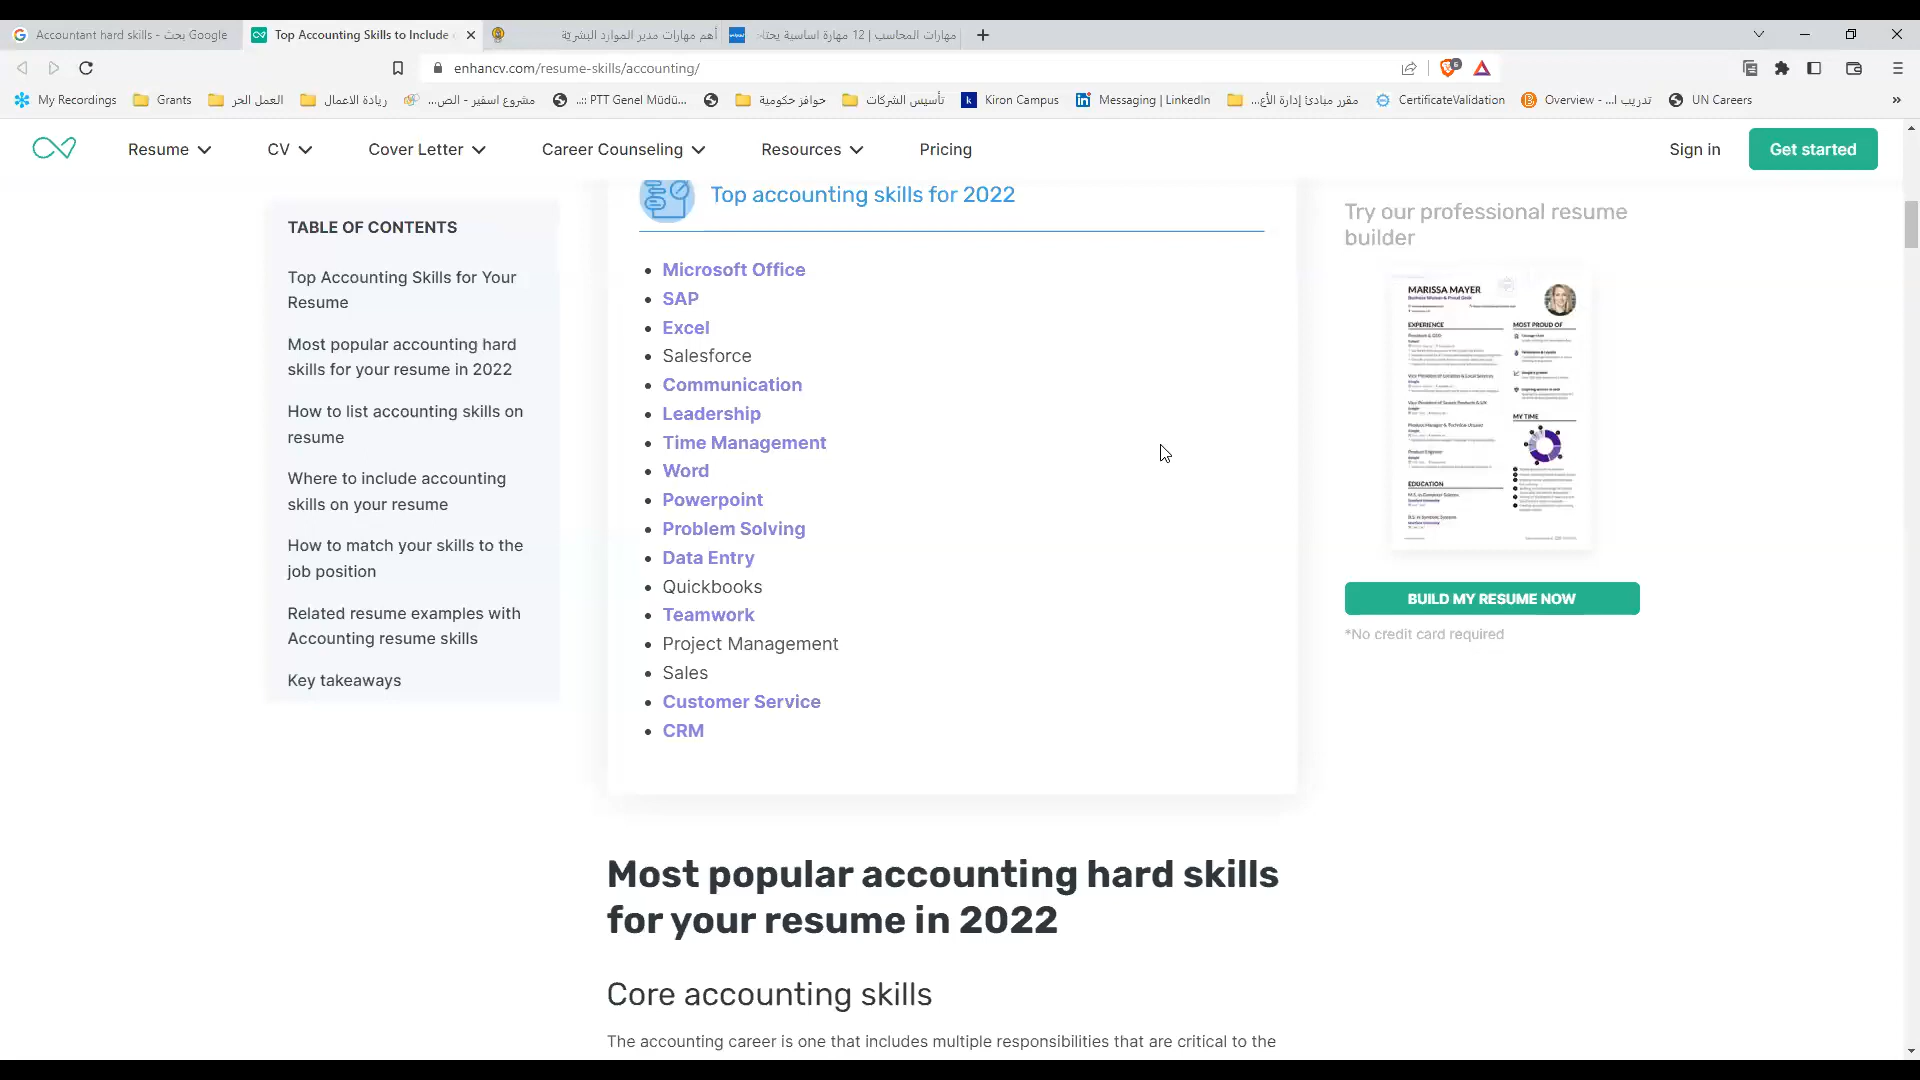 Accountant hard skills - بحث Google
Top Accounting Skills to Include
أهم مهارات مدير الموارد البشرية
مهارات المحاسب | 12 مهارة اساسية يحتاج
enhancv.com/resume-skills/accounting/
6
My Recordings
Grants
العمل الحر
ريادة الاعمال
مشروع اسفير - الص...
.:: PTT Genel Müdü...
حوافز حكومية
تأسيس الشركات
Kiron Campus
Messaging | LinkedIn
مقرر مبادئ إدارة الأع...
CertificateValidation
Overview - تدريب ا...
UN Careers
Resume
CV
Cover Letter
Career Counseling
Resources
Pricing
Sign in
Get started
TABLE OF CONTENTS
Top Accounting Skills for Your
Resume
Most popular accounting hard
skills for your resume in 2022
How to list accounting skills on
resume
Where to include accounting
skills on your resume
How to match your skills to the
job position
Related resume examples with
Accounting resume skills
Key takeaways
Top accounting skills for 2022
Microsoft Office
SAP
Excel
Salesforce
Communication
Leadership
Time Management
Word
Powerpoint
Problem Solving
Data Entry
Quickbooks
Teamwork
Project Management
Sales
Customer Service
CRM
Most popular accounting hard skills
for your resume in 2022
Core accounting skills
The accounting career is one that includes multiple responsibilities that are critical to the
Try our professional resume
builder
MARISSA MAYER
Business Woman & Proud Geek
EXPERIENCE
MOST PROUD OF
MY TIME
EDUCATION
BUILD MY RESUME NOW
*No credit card required